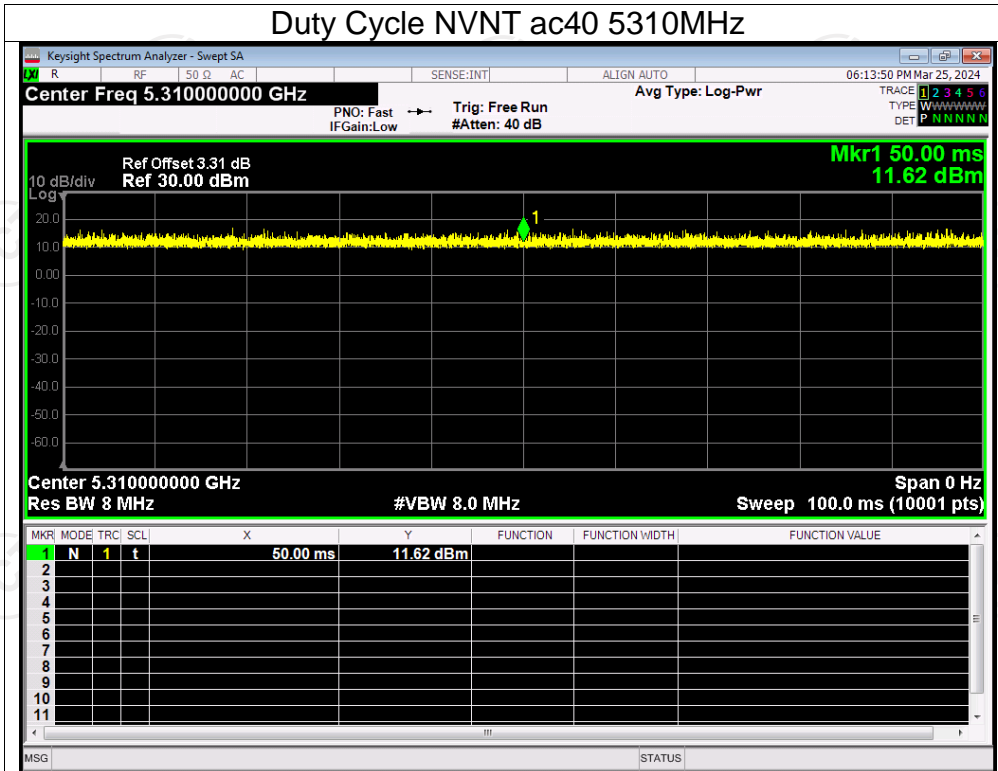 Duty Cycle NVNT ac40 5310MHz
Keysight Spectrum Analyzer - Swept SA
LXI R RF 50 Ω AC SENSE:INT ALIGN AUTO 06:13:50 PM Mar 25, 2024
Center Freq 5.310000000 GHz Avg Type: Log-Pwr TRACE 1 2 3 4 5 6
PNO: Fast Trig: Free Run TYPE WWWWWW
IFGain:Low #Atten: 40 dB DET P N N N N N
Mkr1 50.00 ms
Ref Offset 3.31 dB
10 dB/div Ref 30.00 dBm 11.62 dBm
Log
20.0
1
10.0
0.00
-10.0
-20.0
-30.0
-40.0
-50.0
-60.0
Center 5.310000000 GHz Span 0 Hz
Res BW 8 MHz #VBW 8.0 MHz Sweep 100.0 ms (10001 pts)
MKR MODE TRC SCL X Y FUNCTION FUNCTION WIDTH FUNCTION VALUE
1 N 1 t 50.00 ms 11.62 dBm
2
3
4
5
6
7
8
9
10
11
MSG STATUS